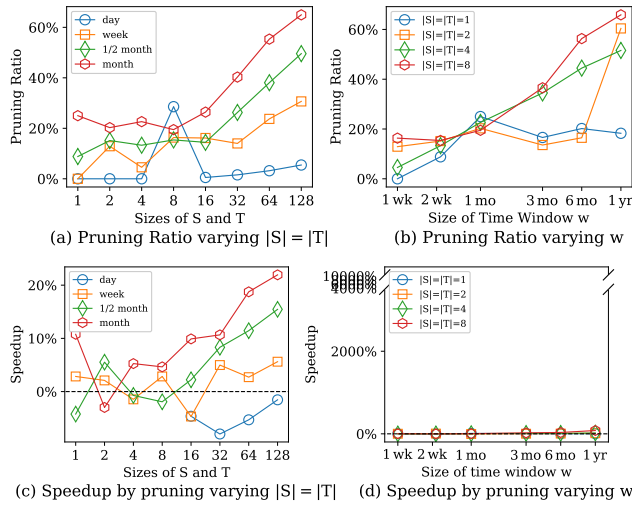 60%
40%
20%
0%
Pruning Ratio
day
week
1/2 month
month
1 2 4 8 16 32 64 128
Sizes of S and T
(a) Pruning Ratio varying |S| = |T|
60%
40%
20%
0%
Pruning Ratio
|S|=|T|=1
|S|=|T|=2
|S|=|T|=4
|S|=|T|=8
1 wk 2 wk 1 mo 3 mo 6 mo 1 yr
Size of Time Window w
(b) Pruning Ratio varying w
20%
10%
0%
Speedup
day
week
1/2 month
month
1 2 4 8 16 32 64 128
Sizes of S and T
(c) Speedup by pruning varying |S| = |T|
10000%
4000%
2000%
0%
Speedup
|S|=|T|=1
|S|=|T|=2
|S|=|T|=4
|S|=|T|=8
1 wk 2 wk 1 mo 3 mo 6 mo 1 yr
Size of time window w
(d) Speedup by pruning varying w